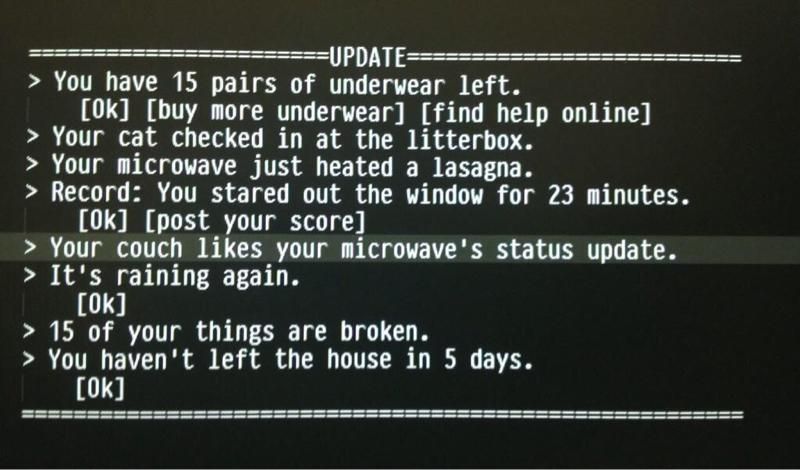 =======================UPDATE==========================
> You have 15 pairs of underwear left.
[Ok] [buy more underwear] [find help online]
> Your cat checked in at the litterbox.
> Your microwave just heated a lasagna.
> Record: You stared out the window for 23 minutes.
[Ok] [post your score]
> Your couch likes your microwave's status update.
> It's raining again.
[Ok]
> 15 of your things are broken.
> You haven't left the house in 5 days.
[Ok]
=======================================================